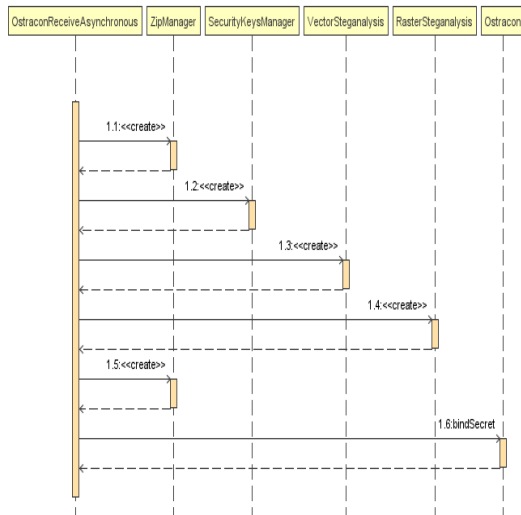 OstraconReceiveAsynchronous ZipManager SecurityKeysManager VectorSteganalysis RasterSteganalysis Ostracon
1.1:<<create>>
1.2:<<create>>
1.3:<<create>>
1.4:<<create>>
1.5:<<create>>
1.6:bindSecret